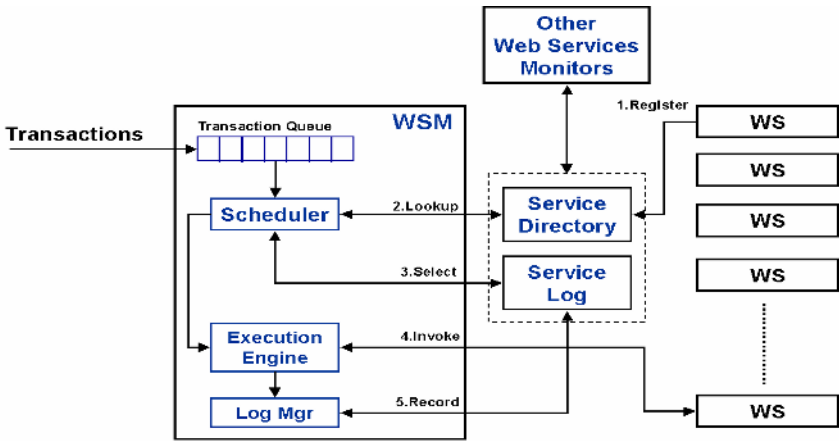 Other
Web Services
Monitors
1.Register
WS
Transactions
Transaction Queue
WSM
WS
Scheduler
2.Lookup
Service
Directory
WS
3.Select
Service
Log
WS
Execution
Engine
4.Invoke
Log Mgr
5.Record
WS